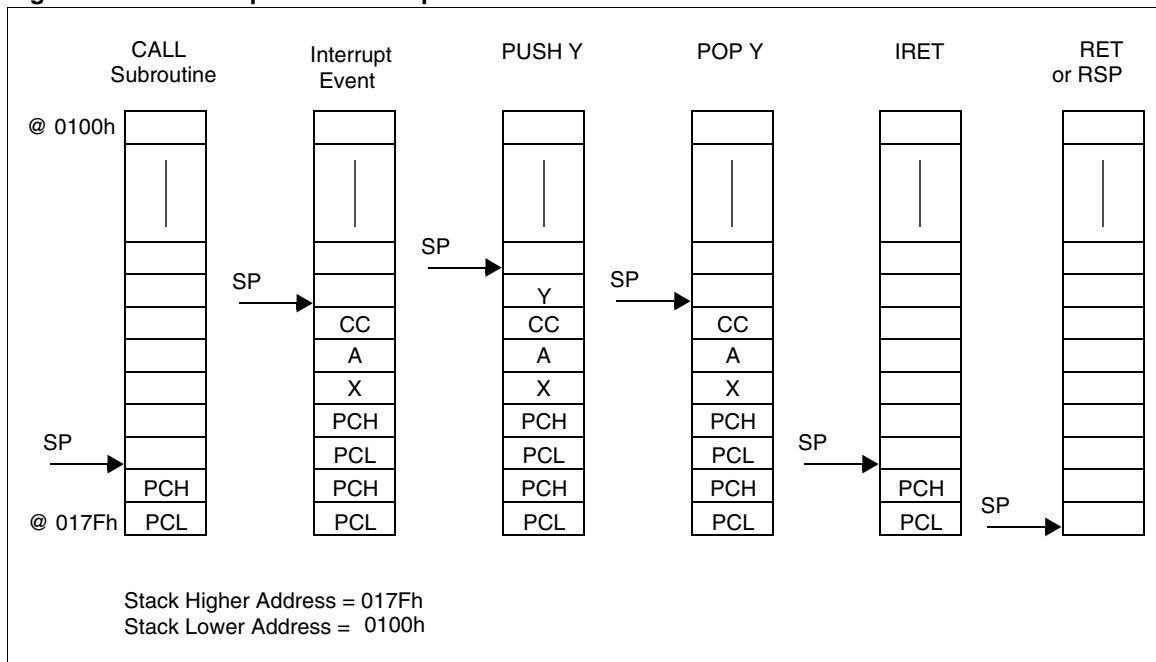 CALL
Subroutine
Interrupt
Event
PUSH Y
POP Y
IRET
RET
or RSP
@ 0100h
SP
SP
SP
Y
CC
CC
CC
A
A
A
X
X
X
PCH
PCH
PCH
SP
SP
PCL
PCL
PCL
PCH
PCH
PCH
PCH
PCH
SP
@ 017Fh
PCL
PCL
PCL
PCL
PCL
Stack Higher Address = 017Fh
Stack Lower Address = 0100h